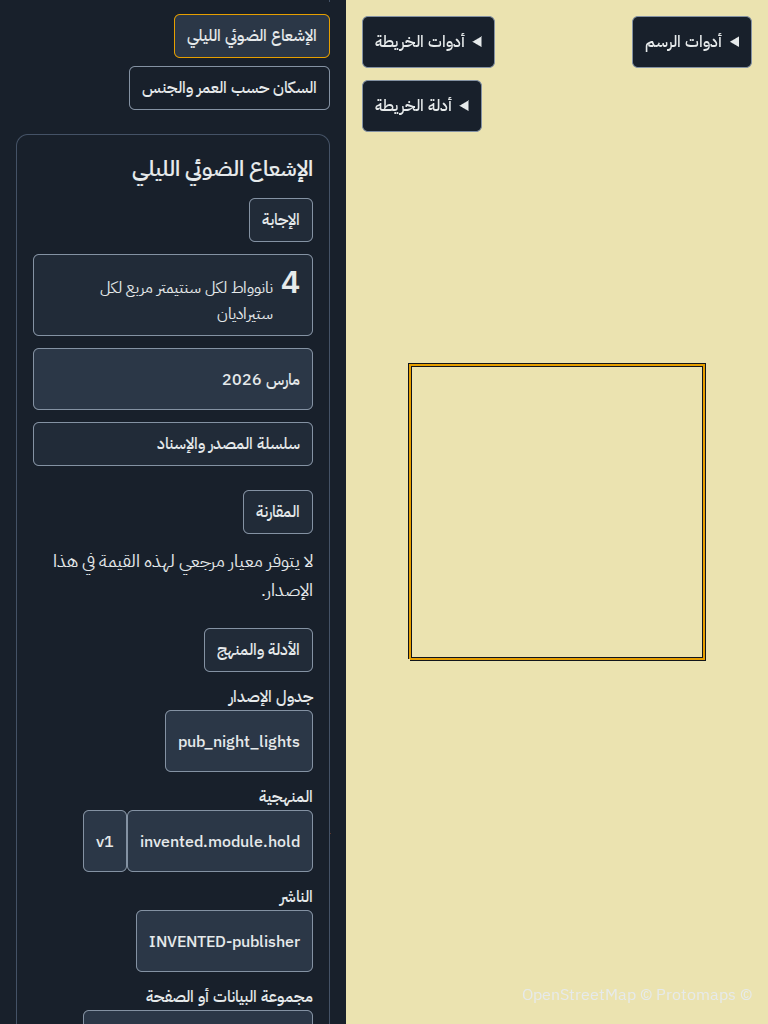 الإشعاع الضوئي الليلي
السكان حسب العمر والجنس
الإشعاع الضوئي الليلي
الإجابة
4 نانوواط لكل سنتيمتر مربع لكل
ستيراديان
مارس 2026
سلسلة المصدر والإسناد
المقارنة
لا يتوفر معيار مرجعي لهذه القيمة في هذا
الإصدار.
الأدلة والمنهج
جدول الإصدار
pub_night_lights
المنهجية
invented.module.hold v1
الناشر
INVENTED-publisher
مجموعة البيانات أو الصفحة
أدوات الرسم
أدوات الخريطة
أدلة الخريطة
© OpenStreetMap © Protomaps